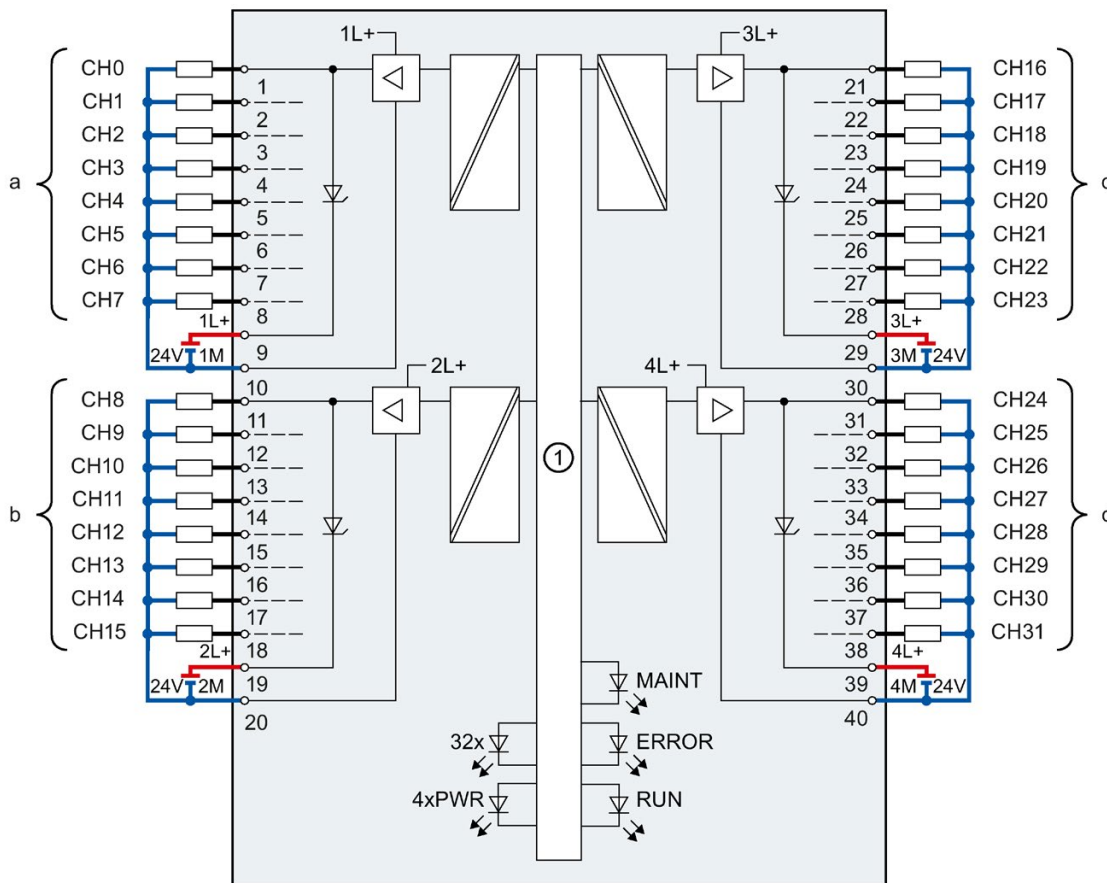 1L+ 3L+
CH0 CH16
1 21
CH1 CH17
2 22
CH2 CH18
3 23
CH3 CH19
a 4 24
CH4 CH20
5 25
CH5 CH21
6 26
CH6 CH22
7 27
CH7 CH23
1L+ 8 28 3L+
24V 1M 9 29 3M 24V
2L+ 4L+
10 30
CH8 CH24
11 31
CH9 CH25
12 32
CH10 CH26
1
13 33
CH11 CH27
b 14 34
CH12 CH28
15 35
CH13 CH29
16 36
CH14 CH30
17 37
CH15 CH31
2L+ 18 38 4L+
24V 2M 19 39 4M 24V
MAINT
20 40
32x ERROR
4xPWR RUN